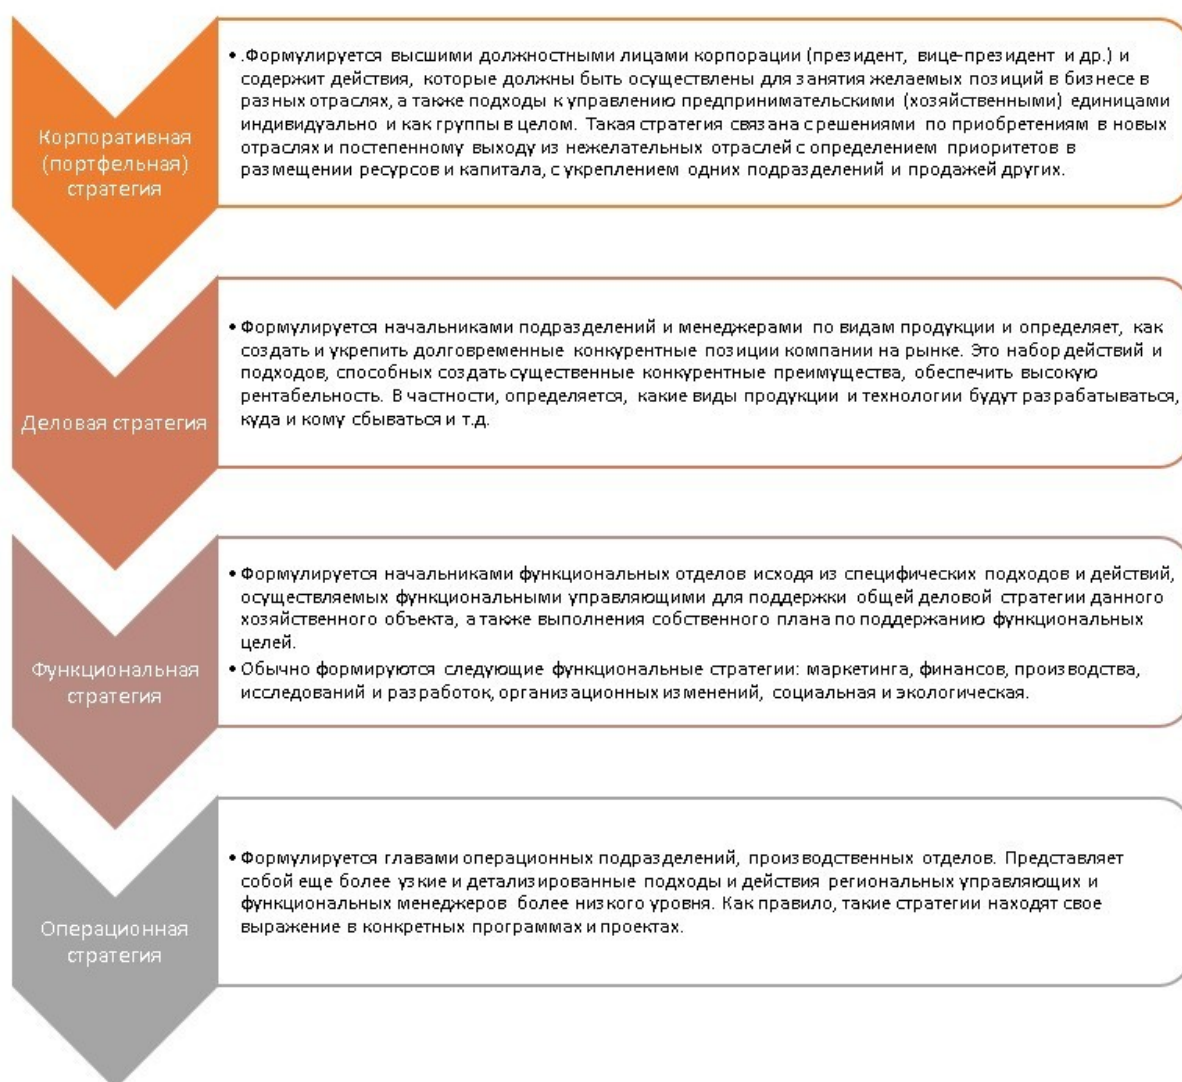 Корпоративная
(портфельная)
стратегия
• .Формулируется высшими должностными лицами корпорации (президент, вице-президент и др.) и
содержит действия, которые должны быть осуществлены для занятия желаемых позиций в бизнесе в
разных отраслях, а также подходы к управлению предпринимательскими (хозяйственными) единицами
индивидуально и как группы в целом. Такая стратегия связана с решениями по приобретениям в новых
отраслях и постепенному выходу из нежелательных отраслей с определением приоритетов в
размещении ресурсов и капитала, с укреплением одних подразделений и продажей других.
Деловая стратегия
• Формулируется начальниками подразделений и менеджерами по видам продукции и определяет, как
создать и укрепить долговременные конкурентные позиции компании на рынке. Это набор действий и
подходов, способных создать существенные конкурентные преимущества, обеспечить высокую
рентабельность. В частности, определяется, какие виды продукции и технологии будут разрабатываться,
куда и кому сбываться и т.д.
Функциональная
стратегия
• Формулируется начальниками функциональных отделов исходя из специфических подходов и действий,
осуществляемых функциональными управляющими для поддержки общей деловой стратегии данного
хозяйственного объекта, а также выполнения собственного плана по поддержанию функциональных
целей.
• Обычно формируются следующие функциональные стратегии: маркетинга, финансов, производства,
исследований и разработок, организационных изменений, социальная и экологическая.
Операционная
стратегия
• Формулируется главами операционных подразделений, производственных отделов. Представляет
собой еще более узкие и детализированные подходы и действия региональных управляющих и
функциональных менеджеров более низкого уровня. Как правило, такие стратегии находят свое
выражение в конкретных программах и проектах.